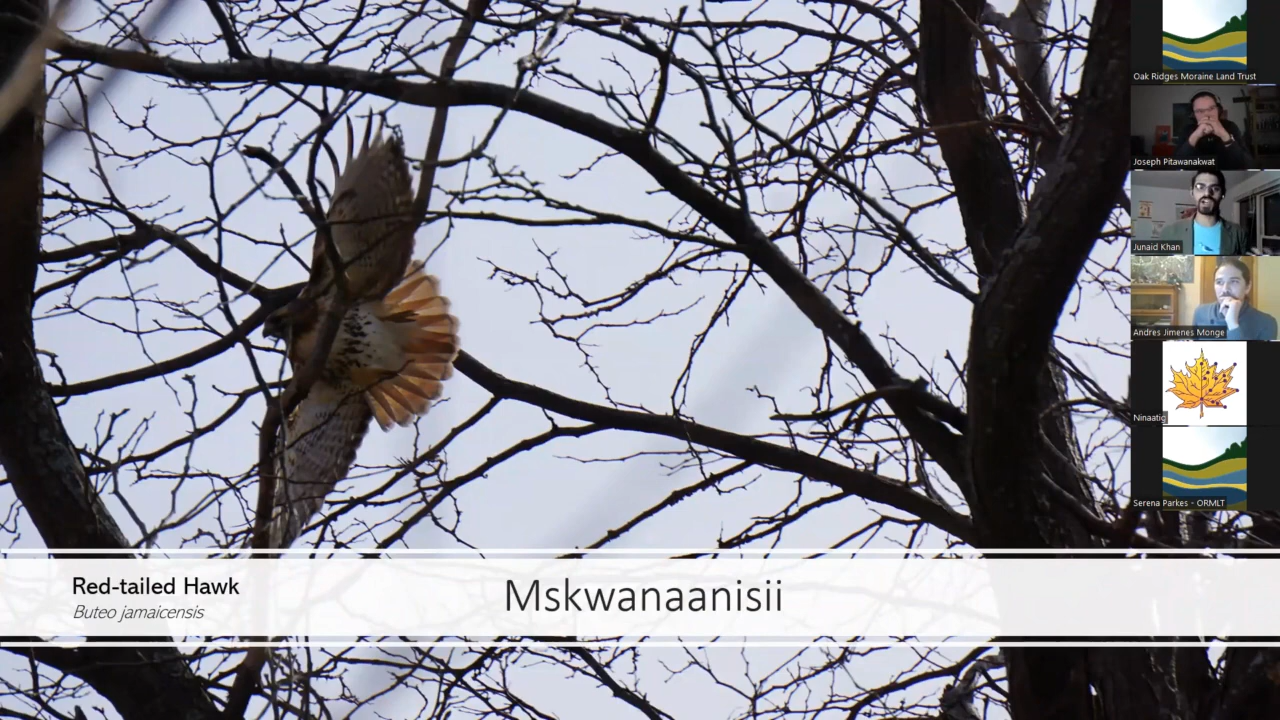 Oak Ridges Moraine Land Trust
Joseph Pitawanakwat
Junaid Khan
Andres Jimenes Monge
Ninaatig
Serena Parkes - ORMLT
Red-tailed Hawk
Buteo jamaicensis
Mskwanaanisii